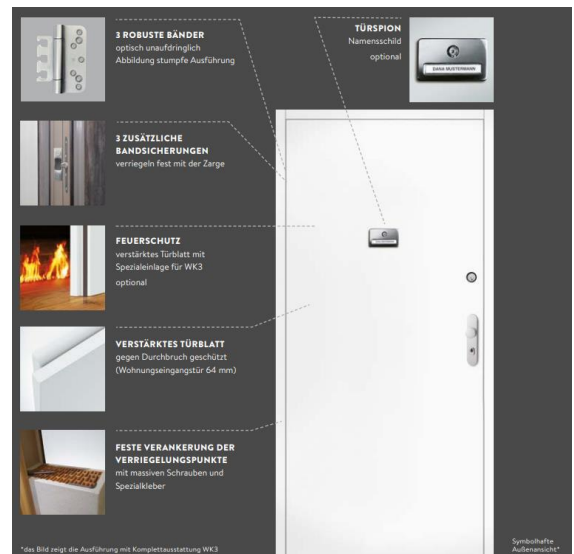 3 ROBUSTE BÄNDER
optisch unaufdringlich
Abbildung stumpfe Ausführung
TÜRSPION
Namensschild
optional
DANA MUSTERMANN
3 ZUSÄTZLICHE
BANDSICHERUNGEN
verriegeln fest mit der Zarge
FEUERSCHUTZ
verstärktes Türblatt mit
Spezialeinlage für WK3
optional
VERSTÄRKTES TÜRBLATT
gegen Durchbruch geschützt
(Wohnungseingangstür 64 mm)
FESTE VERANKERUNG DER
VERRIEGELUNGSPUNKTE
mit massiven Schrauben und
Spezialkleber
*das Bild zeigt die Ausführung mit Komplettausstattung WK3
Symbolhafte
Außenansicht*